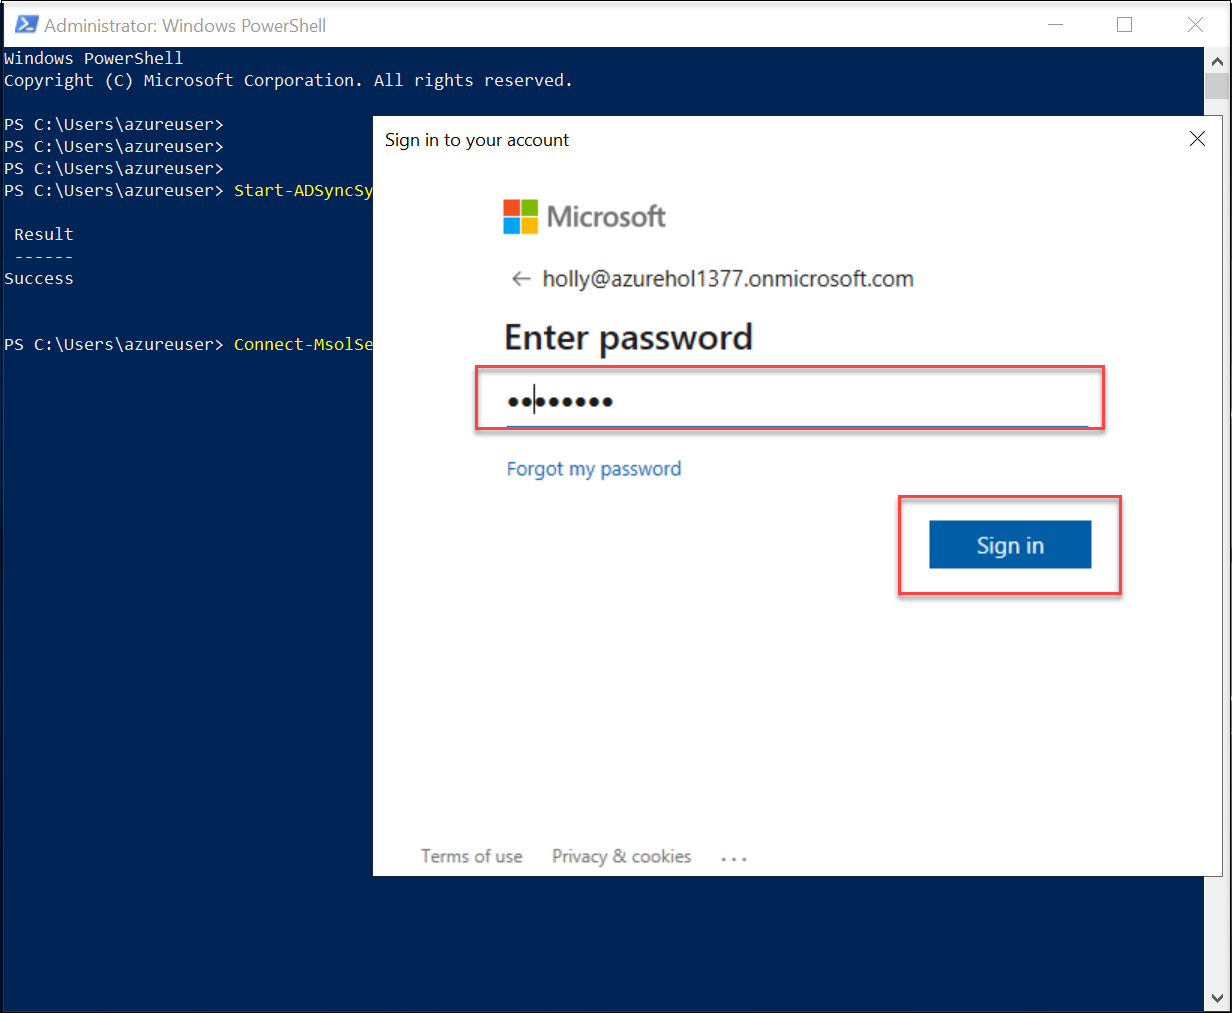 Administrator: Windows PowerShell
Windows PowerShell
Copyright (C) Microsoft Corporation. All rights reserved.
PS C:\Users\azureuser>
PS C:\Users\azureuser>
PS C:\Users\azureuser>
PS C:\Users\azureuser> Start-ADSyncSy
Result
------
Success
PS C:\Users\azureuser> Connect-MsolSe
Sign in to your account
Microsoft
holly@azurehol1377.onmicrosoft.com
Enter password
••••••••
Forgot my password
Sign in
Terms of use Privacy & cookies ...